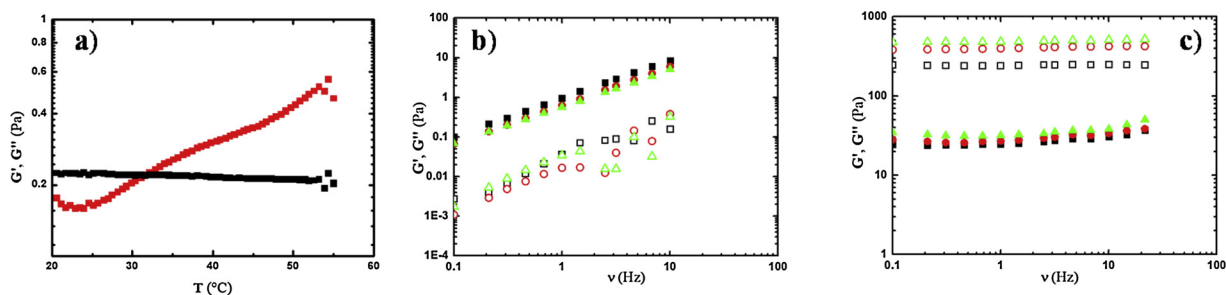 a)
1
0.8
0.6
0.4
0.2
G', G'' (Pa)
20 30 40 50 60
T (°C)
b)
100
10
1
0.1
0.01
1E-3
1E-4
G', G'' (Pa)
0.1 1 10 100
ν (Hz)
c)
1000
100
10
1
G', G'' (Pa)
0.1 1 10 100
ν (Hz)